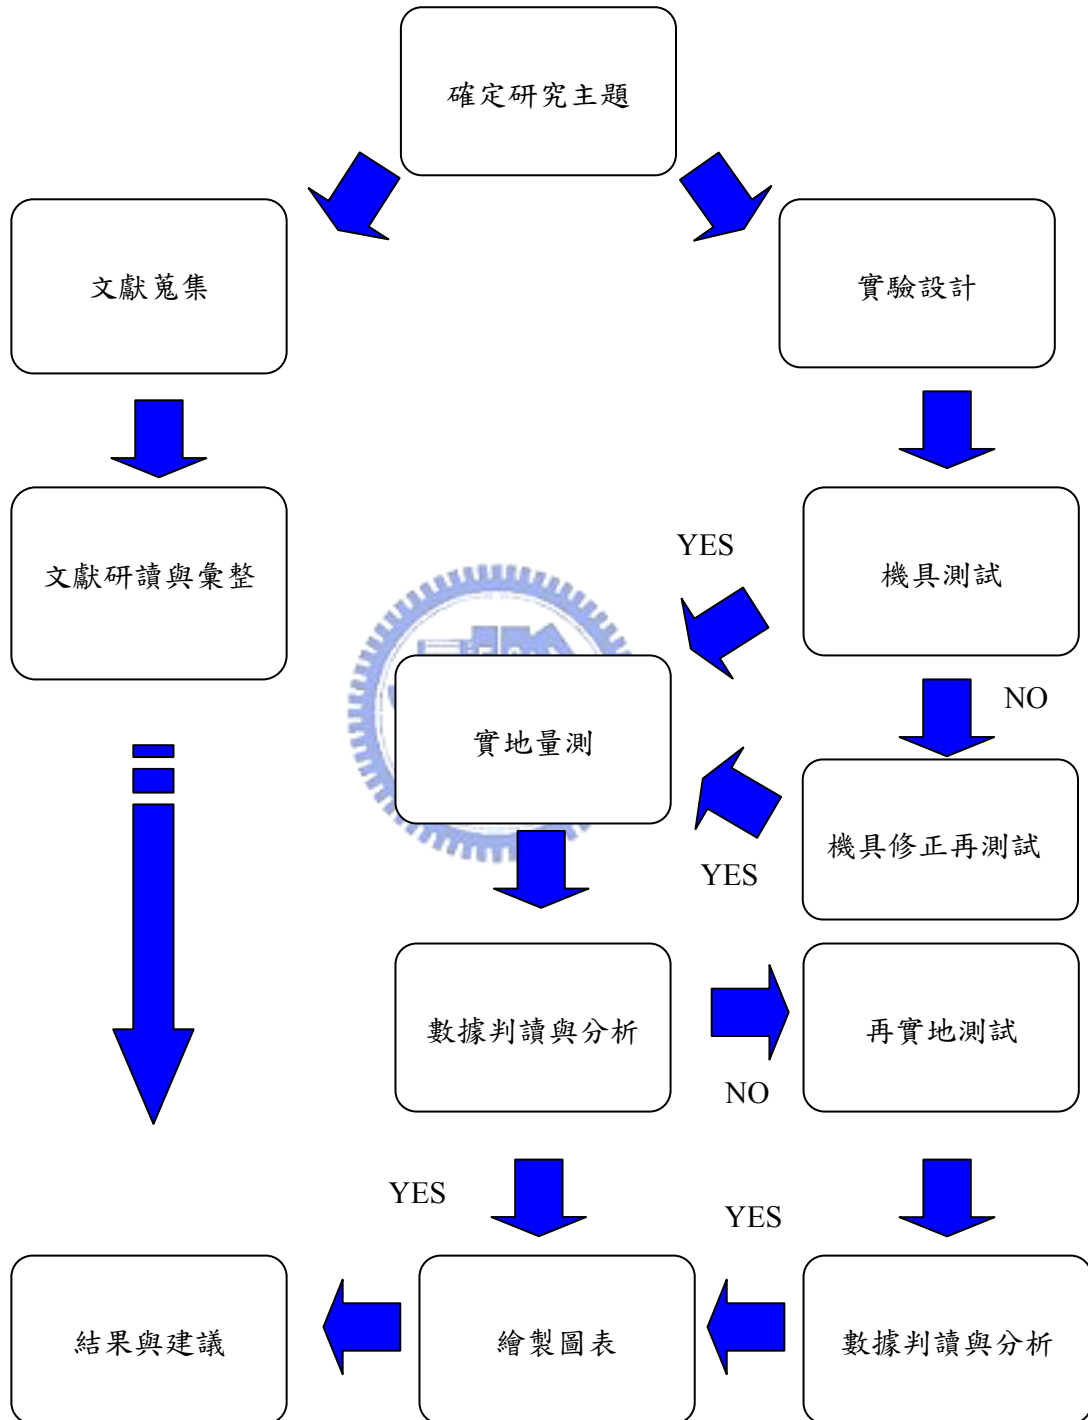 確定研究主題
文獻蒐集
實驗設計
文獻研讀與彙整
YES
機具測試
NO
實地量測
YES
機具修正再測試
數據判讀與分析
NO
再實地測試
YES
YES
結果與建議
繪製圖表
數據判讀與分析